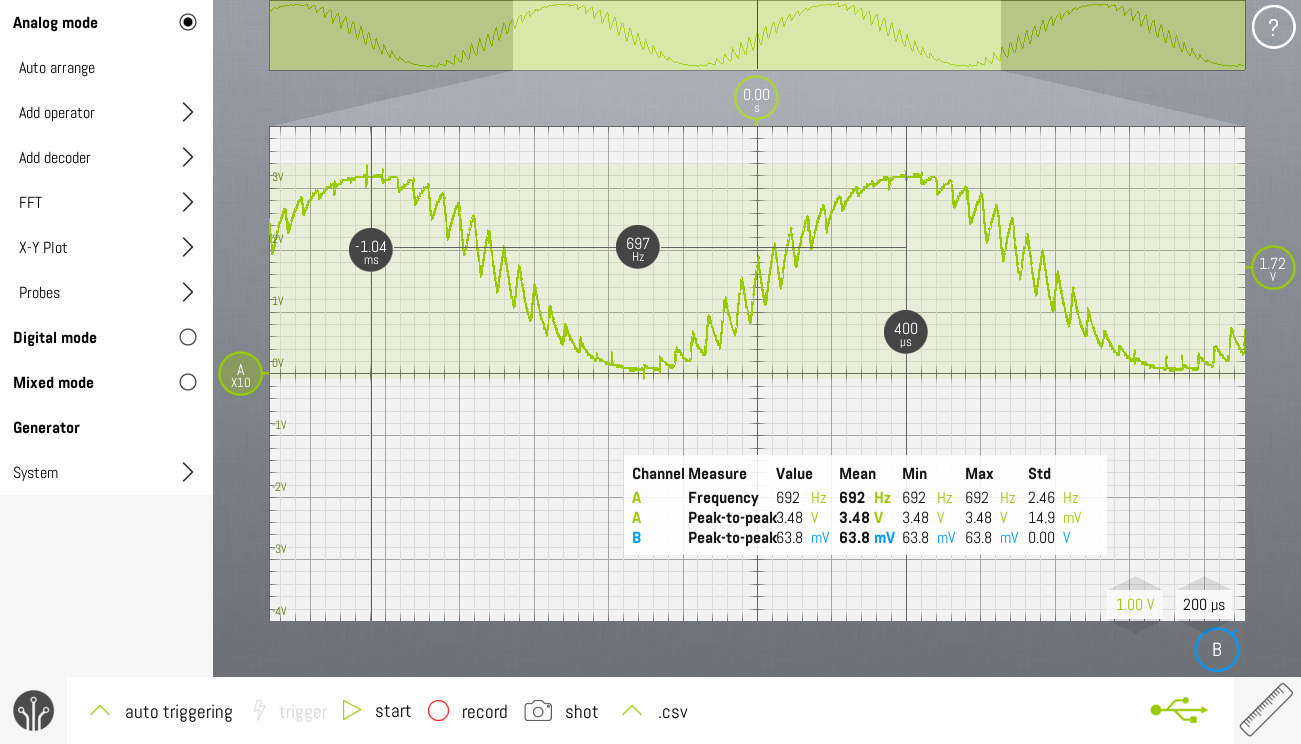 Analog mode
Auto arrange
Add operator
Add decoder
FFT
X-Y Plot
Probes
Digital mode
Mixed mode
Generator
System
?
0.00
s
3V
2V
1V
0V
-1V
-2V
-3V
-4V
-1.04
ms
697
Hz
400
µs
1.72
V
A
X10
Channel Measure Value Mean Min Max Std
A Frequency 692 Hz 692 Hz 692 Hz 692 Hz 2.46 Hz
A Peak-to-peak 3.48 V 3.48 V 3.48 V 3.48 V 14.9 mV
B Peak-to-peak 63.8 mV 63.8 mV 63.8 mV 63.8 mV 0.00 V
1.00 V 200 µs
B
auto triggering trigger start record shot .csv